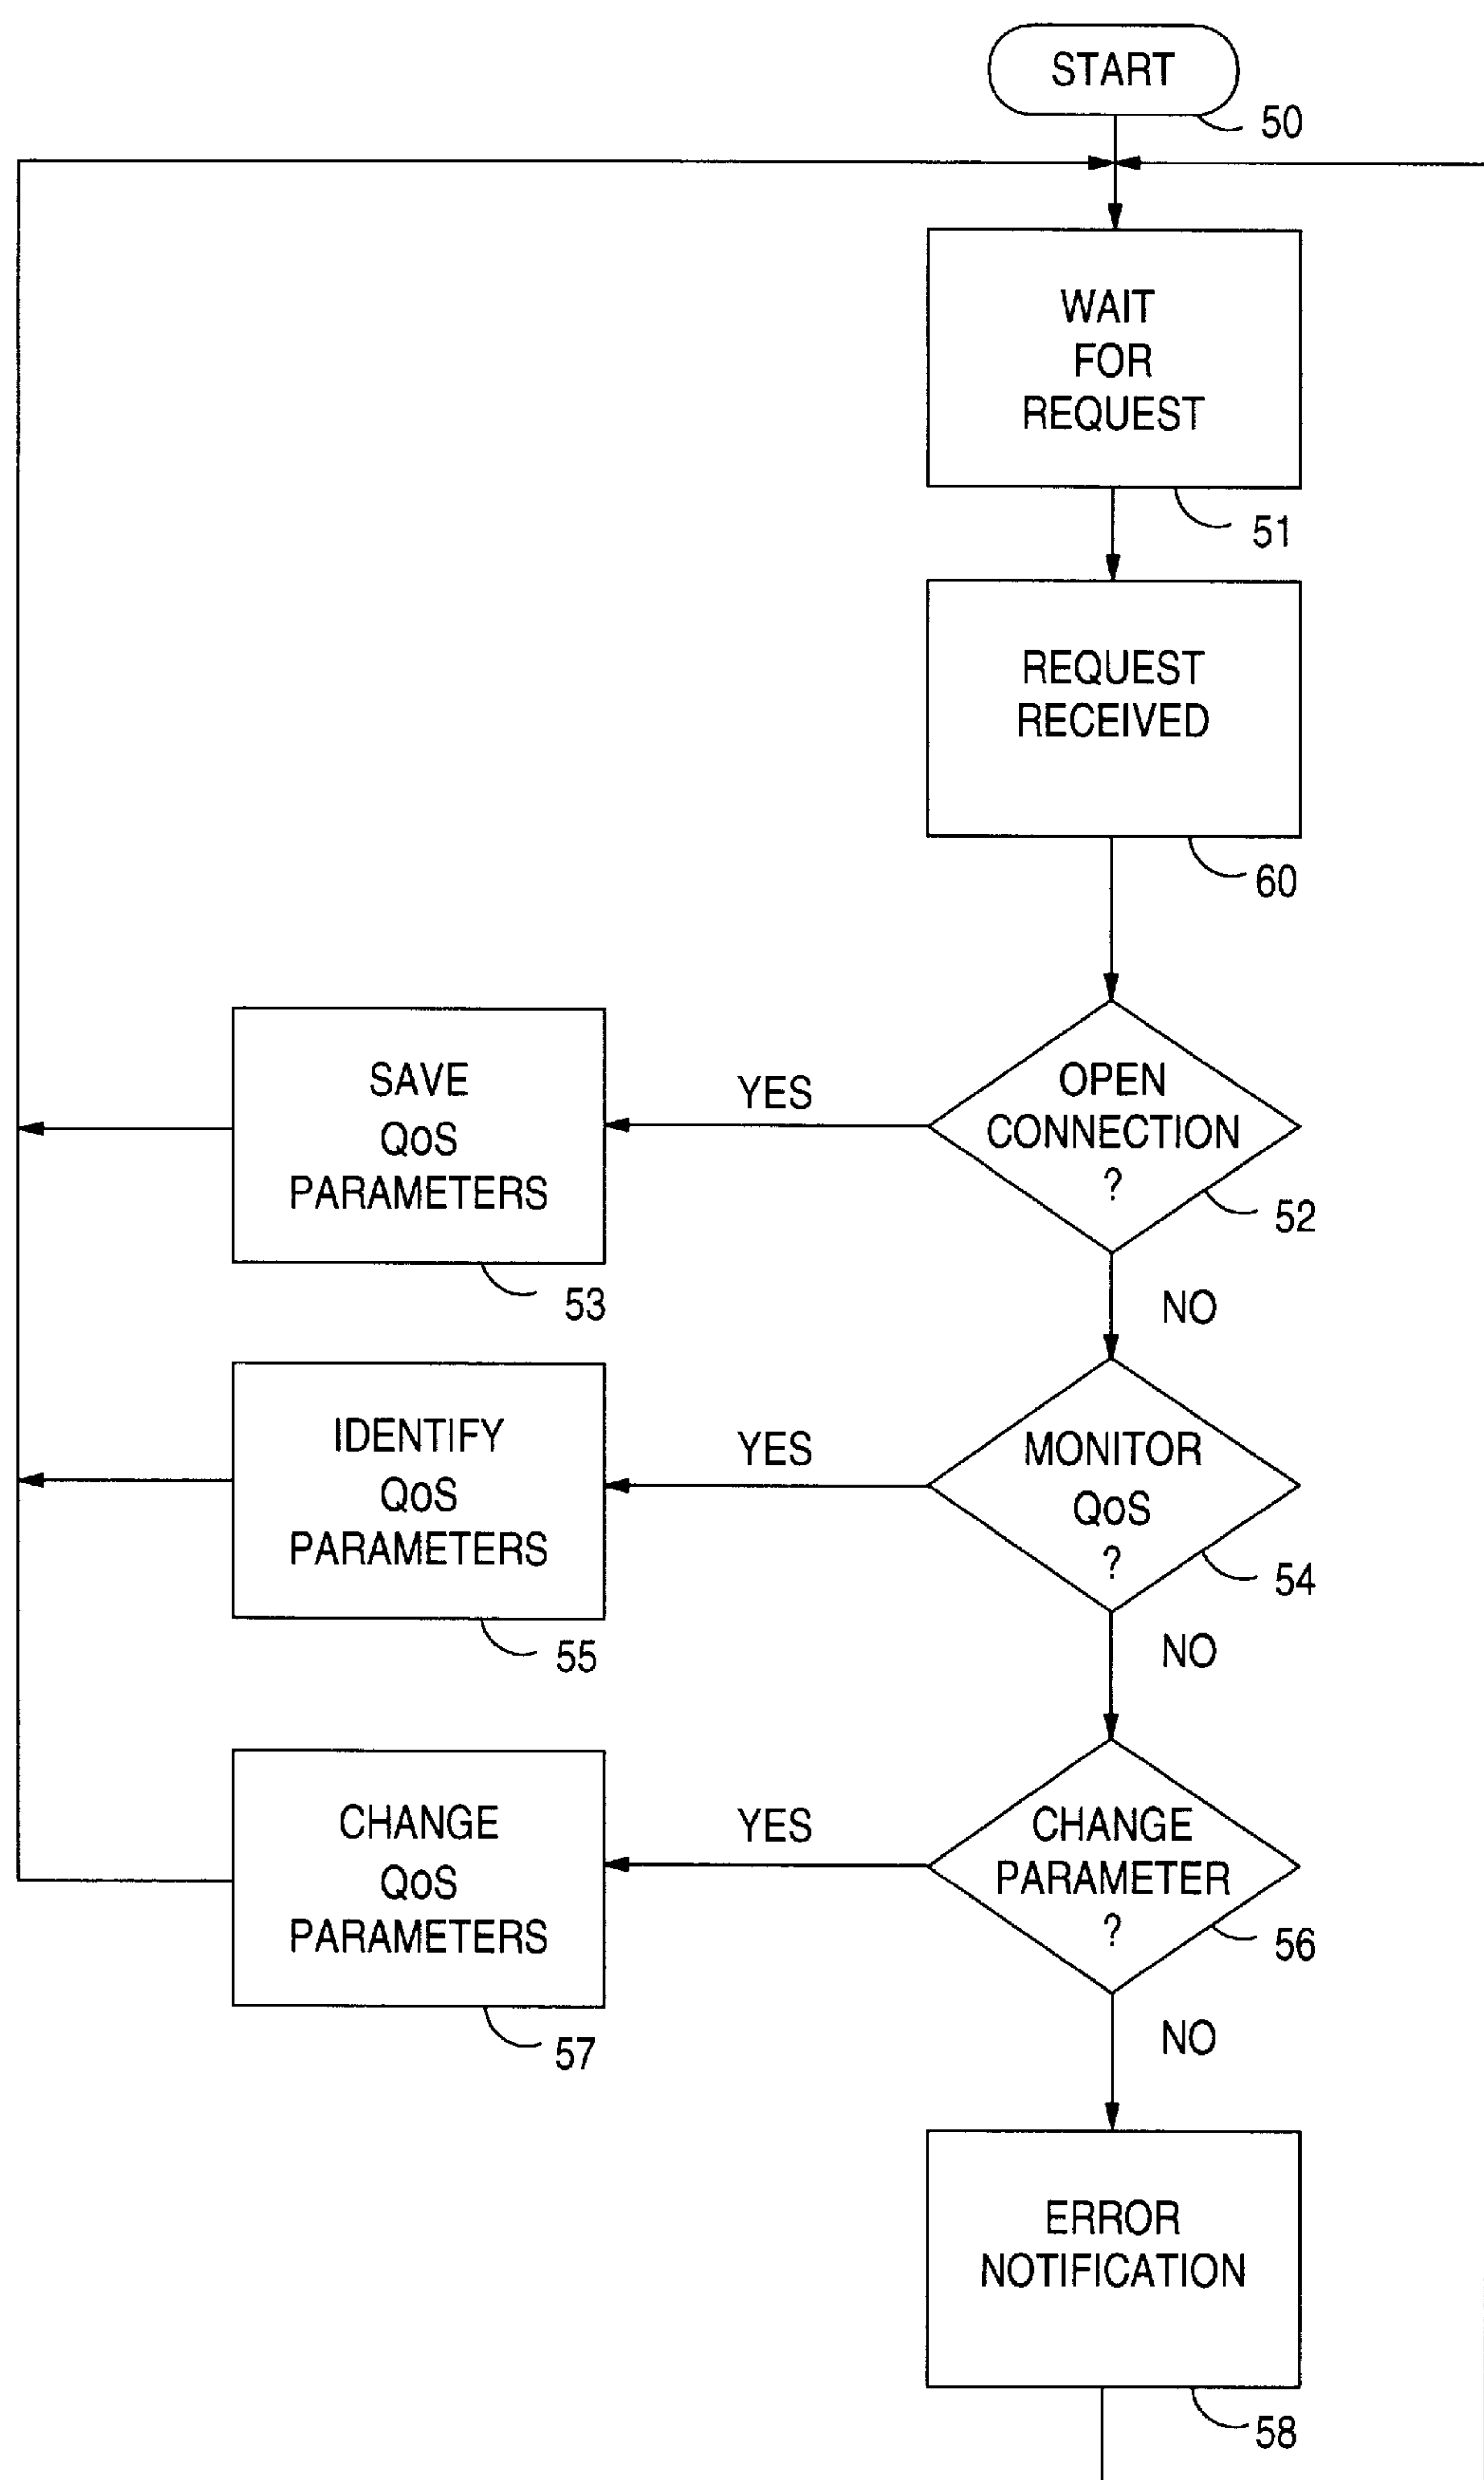 START
50
WAIT
FOR
REQUEST
51
REQUEST
RECEIVED
60
OPEN
CONNECTION
?
52
YES
SAVE
QoS
PARAMETERS
53
NO
MONITOR
QoS
?
54
YES
IDENTIFY
QoS
PARAMETERS
55
NO
CHANGE
PARAMETER
?
56
YES
CHANGE
QoS
PARAMETERS
57
NO
ERROR
NOTIFICATION
58